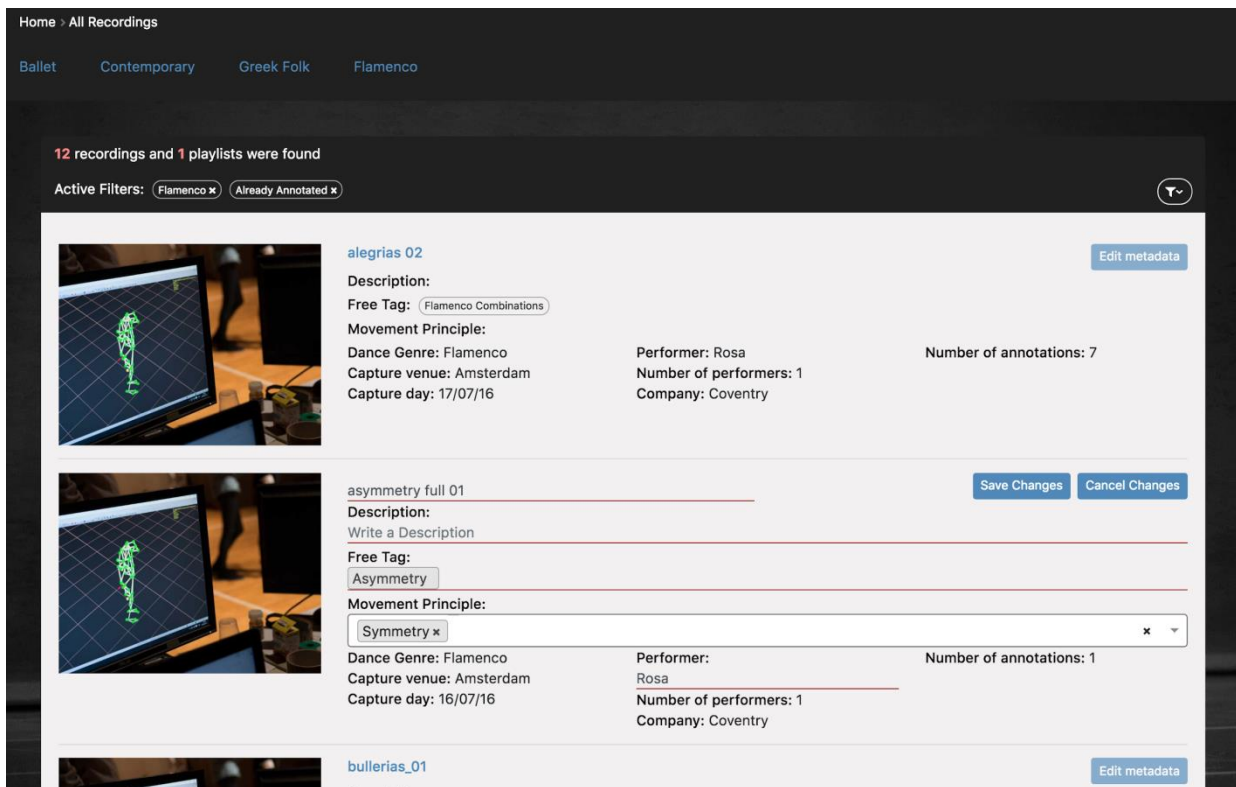 Home > All Recordings
Ballet Contemporary Greek Folk Flamenco
12 recordings and 1 playlists were found
Active Filters: Flamenco × Already Annotated ×
alegrias 02
Edit metadata
Description:
Free Tag: Flamenco Combinations
Movement Principle:
Dance Genre: Flamenco Performer: Rosa Number of annotations: 7
Capture venue: Amsterdam Number of performers: 1
Capture day: 17/07/16 Company: Coventry
asymmetry full 01
Save Changes Cancel Changes
Description:
Write a Description
Free Tag:
Asymmetry
Movement Principle:
Symmetry × ×
Dance Genre: Flamenco Performer: Number of annotations: 1
Capture venue: Amsterdam Rosa
Capture day: 16/07/16 Number of performers: 1
Company: Coventry
bullerias_01
Edit metadata